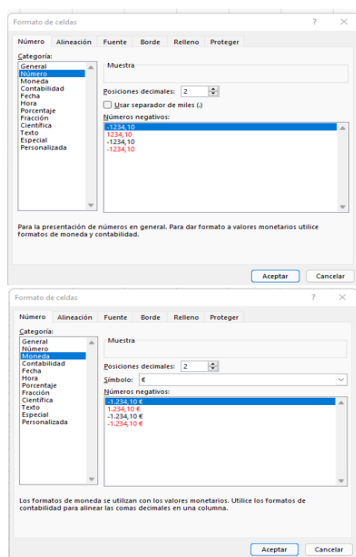 Formato de celdas ? ×
Número Alineación Fuente Borde Relleno Proteger
Categoría:
General
Número
Moneda
Contabilidad
Fecha
Hora
Porcentaje
Fracción
Científica
Texto
Especial
Personalizada
Muestra
Posiciones decimales: 2
Usar separador de miles (.)
Números negativos:
-1234,10
1234,10
-1234,10
-1234,10
Para la presentación de números en general. Para dar formato a valores monetarios utilice
formatos de moneda y contabilidad.
Aceptar Cancelar
Formato de celdas ? ×
Número Alineación Fuente Borde Relleno Proteger
Categoría:
General
Número
Moneda
Contabilidad
Fecha
Hora
Porcentaje
Fracción
Científica
Texto
Especial
Personalizada
Muestra
Posiciones decimales: 2
Símbolo: €
Números negativos:
-1.234,10 €
1.234,10 €
-1.234,10 €
-1.234,10 €
Los formatos de moneda se utilizan con los valores monetarios. Utilice los formatos de
contabilidad para alinear las comas decimales en una columna.
Aceptar Cancelar